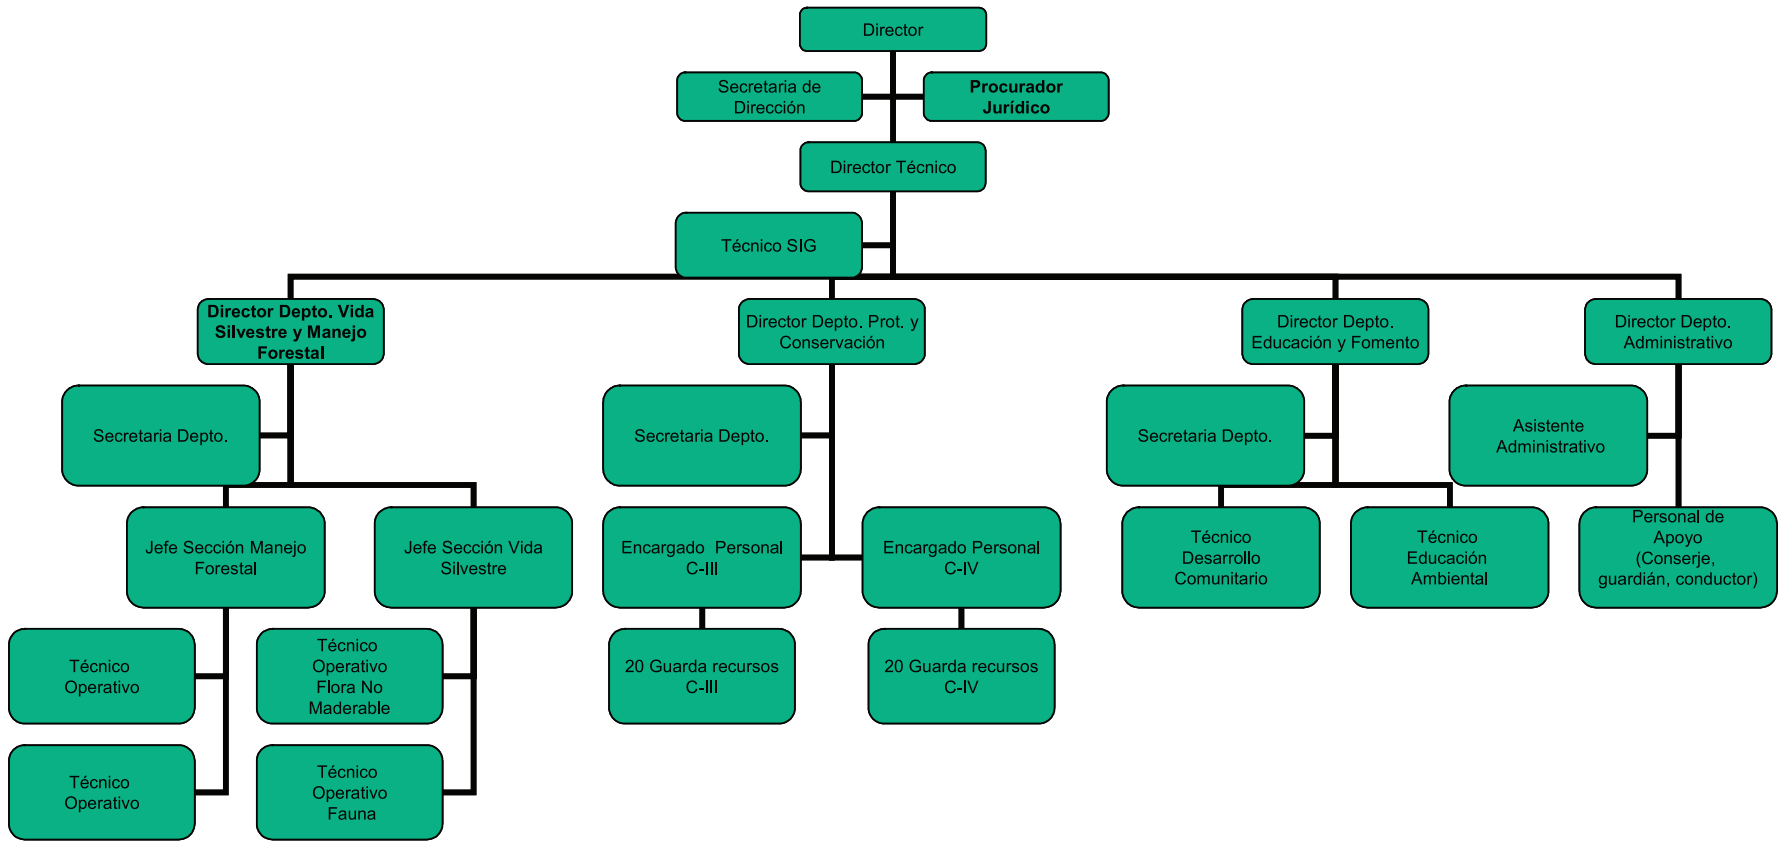 Director
Secretaria de
Dirección
Procurador
Jurídico
Director Técnico
Técnico SIG
Director Depto. Vida
Silvestre y Manejo
Forestal
Director Depto. Prot. y
Conservación
Director Depto.
Educación y Fomento
Director Depto.
Administrativo
Secretaria Depto.
Secretaria Depto.
Secretaria Depto.
Asistente
Administrativo
Jefe Sección Manejo
Forestal
Jefe Sección Vida
Silvestre
Encargado  Personal
C-III
Encargado Personal
C-IV
Técnico
Desarrollo
Comunitario
Técnico
Educación
Ambiental
Personal de
Apoyo
(Conserje,
guardián, conductor)
Técnico
Operativo
Técnico
Operativo
Flora No
Maderable
20 Guarda recursos
C-III
20 Guarda recursos
C-IV
Técnico
Operativo
Técnico
Operativo
Fauna